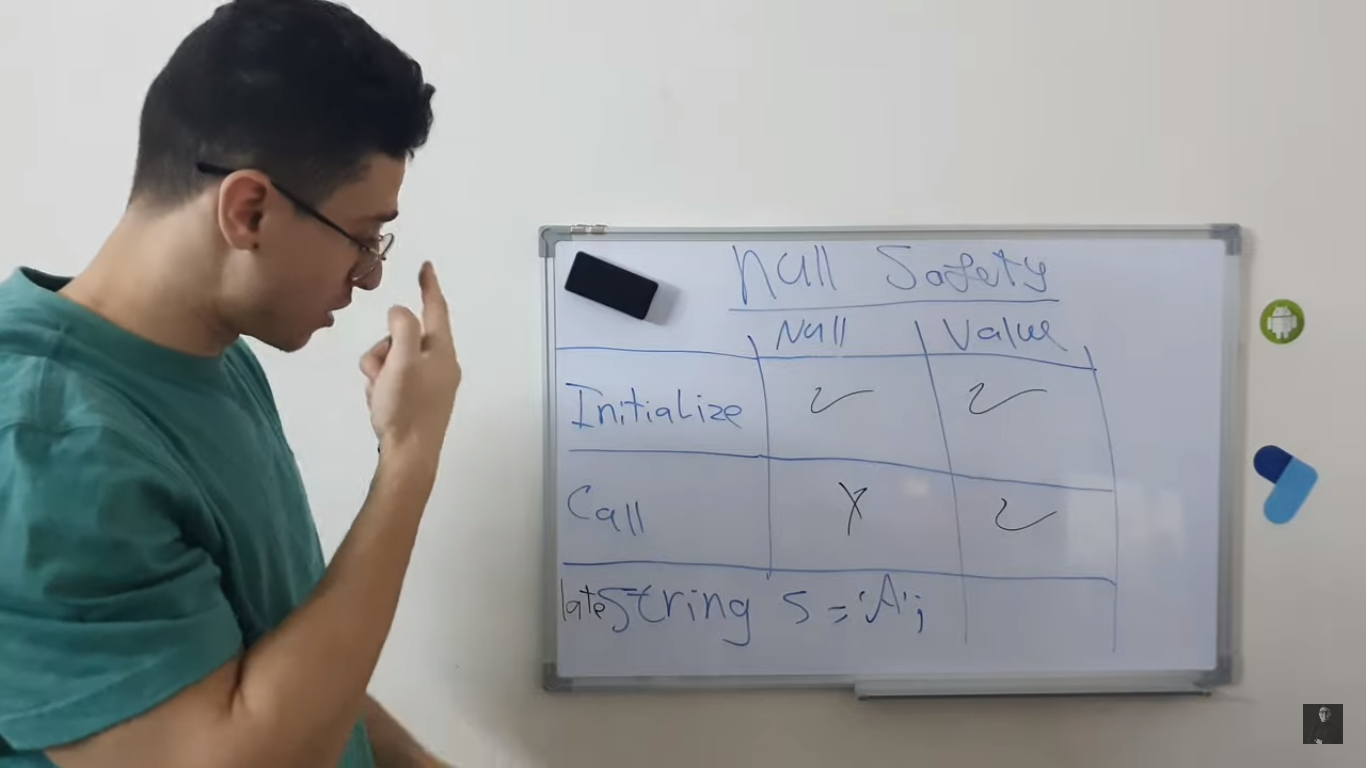 Null Safety
Null Value
Initialize ✓ ✓
Call X ✓
late String s = 'A';